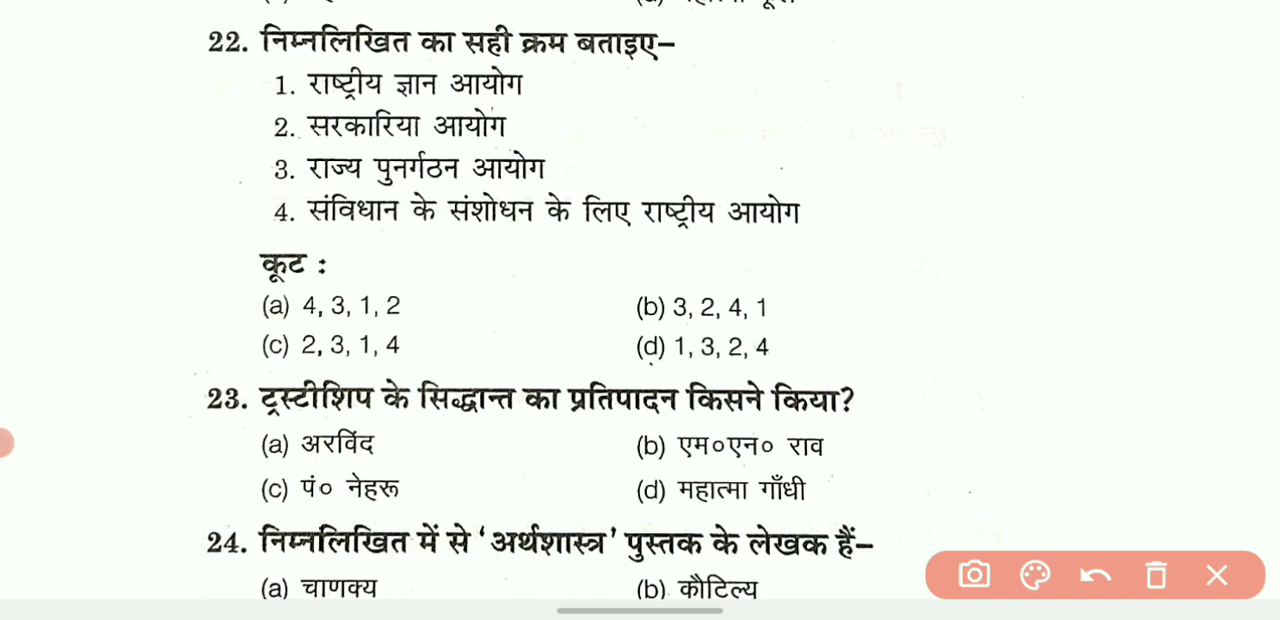 22. निम्नलिखित का सही क्रम बताइए–
1. राष्ट्रीय ज्ञान आयोग
2. सरकारिया आयोग
3. राज्य पुनर्गठन आयोग
4. संविधान के संशोधन के लिए राष्ट्रीय आयोग
कूट :
(a) 4, 3, 1, 2 (b) 3, 2, 4, 1
(c) 2, 3, 1, 4 (d) 1, 3, 2, 4
23. ट्रस्टीशिप के सिद्धान्त का प्रतिपादन किसने किया?
(a) अरविंद (b) एम०एन० राव
(c) पं० नेहरू (d) महात्मा गाँधी
24. निम्नलिखित में से ‘अर्थशास्त्र’ पुस्तक के लेखक हैं–
(a) चाणक्य (b) कौटिल्य